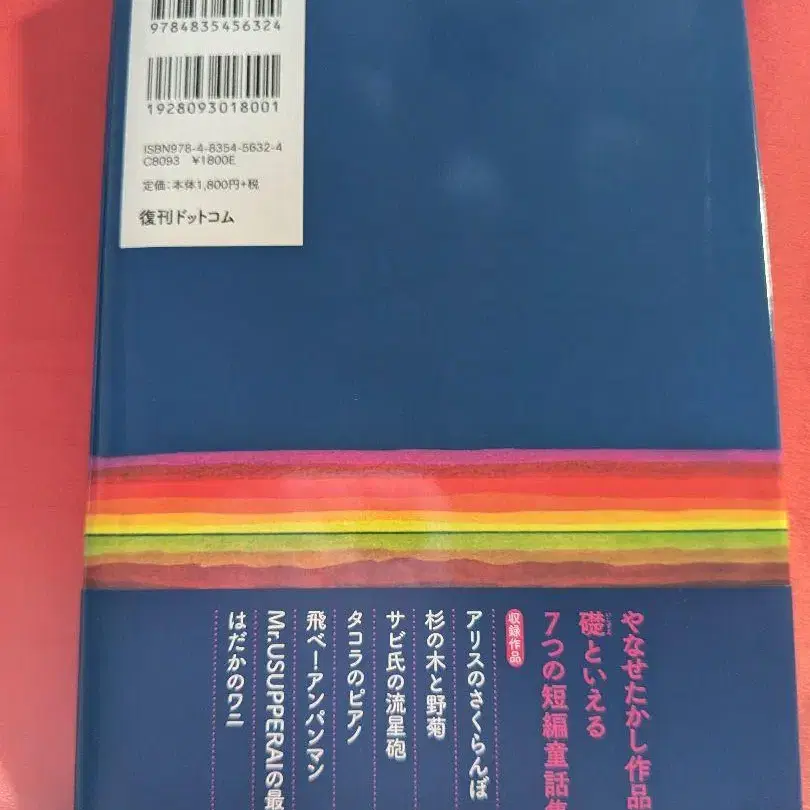 9784835456324
1928093018001
ISBN978-4-8354-5632-4
C8093 ¥1800E
定価:本体1,800円+税
復刊ドットコム
やなせたかし作品
礎といえる
いしずえ
7つの短編童話
収録作品
アリスのさくらんぼ
杉の木と野菊
サビ氏の流星砲
タコラのピアノ
飛べ!アンパンマン
Mr.USUPPERAIの最
はだかのワニ